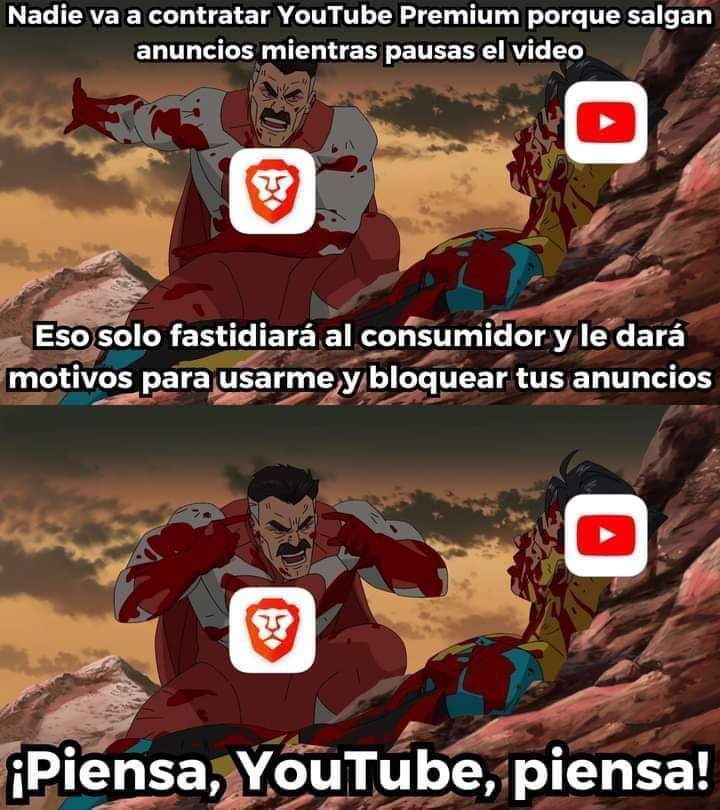 Nadie va a contratar YouTube Premium porque salgan
anuncios mientras pausas el video
Eso solo fastidiará al consumidor y le dará
motivos para usarme y bloquear tus anuncios
¡Piensa, YouTube, piensa!